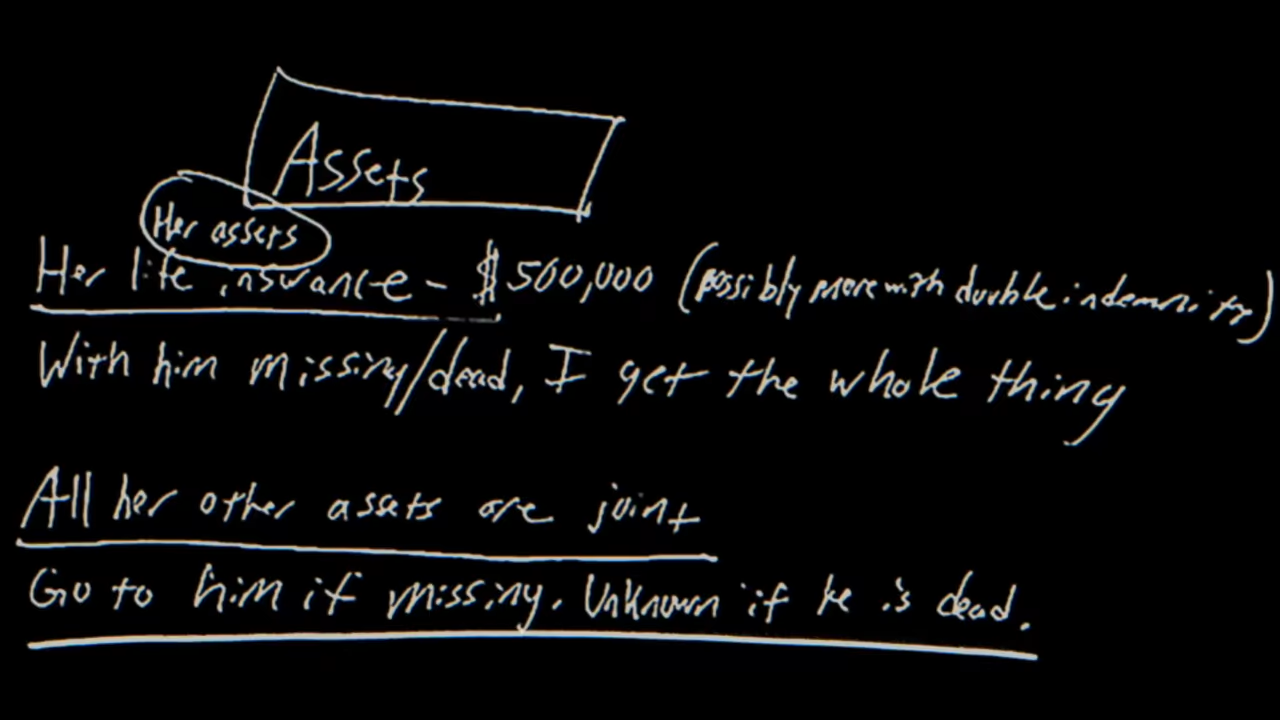 Assets
Her assets
Her life insurance - $500,000 (possibly more with double indemnity)
With him missing/dead, I get the whole thing
All her other assets are joint
Go to him if missing. Unknown if he is dead.